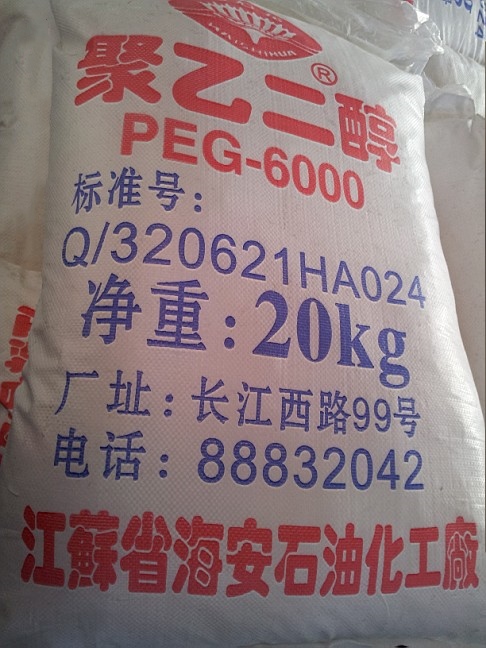 HAISHIHUA
聚乙二醇®
PEG-6000
标准号:
Q/320621HA024
净重:20kg
厂址:长江西路99号
电话:88832042
江蘇省海安石油化工廠